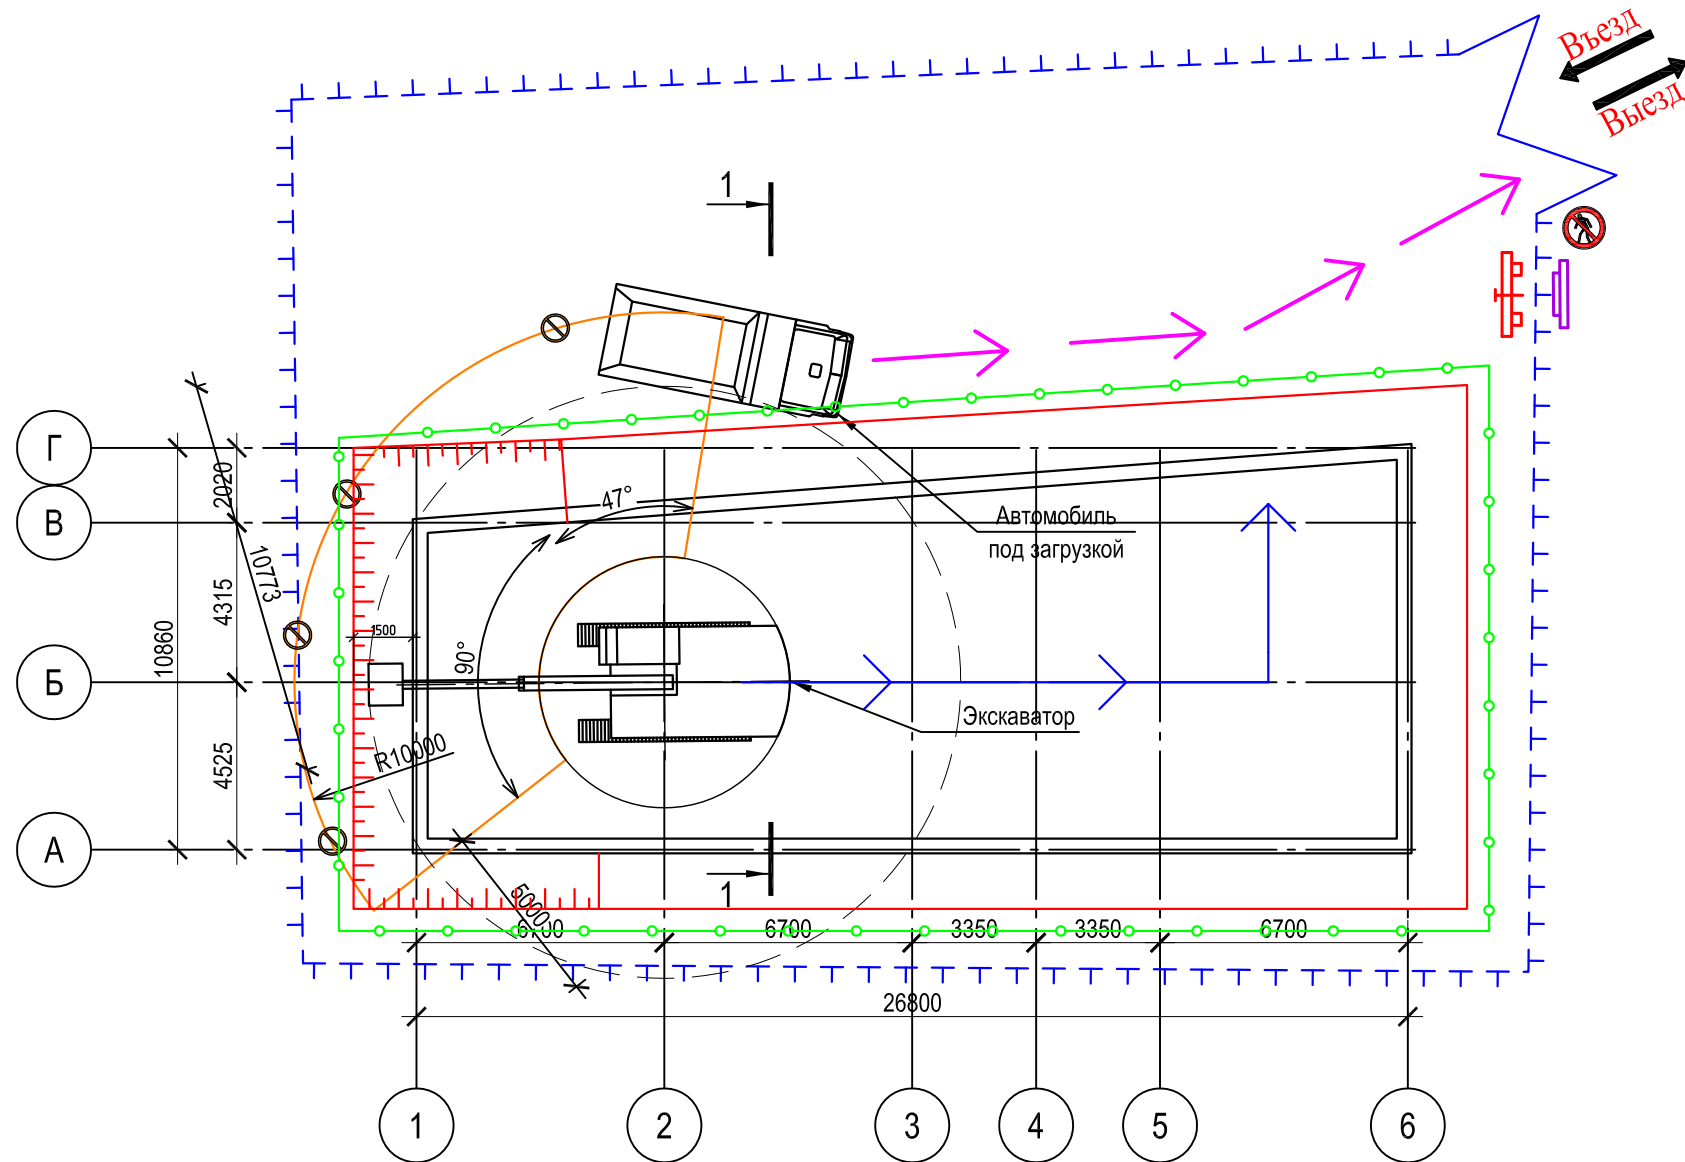 Въезд
Выезд
1
47°
Г
2020
В
Автомобиль
под загрузкой
10773
4315
10860
1500
90°
Б
Экскаватор
R10000
4525
А
1
5000
6700
6700
3350
3350
6700
26800
1
2
3
4
5
6